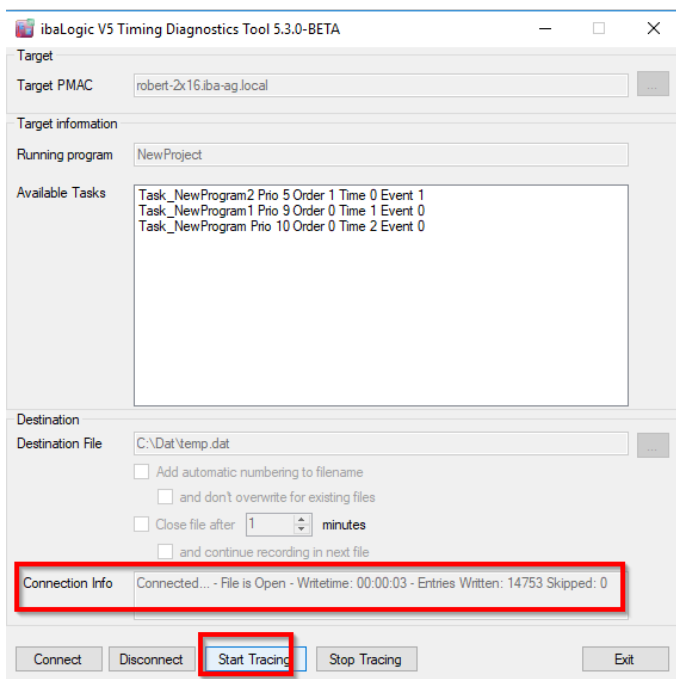 ibaLogic V5 Timing Diagnostics Tool 5.3.0-BETA
Target
Target PMAC robert-2x16.iba-ag.local ...
Target information
Running program NewProject
Available Tasks Task_NewProgram2 Prio 5 Order 1 Time 0 Event 1
Task_NewProgram1 Prio 9 Order 0 Time 1 Event 0
Task_NewProgram Prio 10 Order 0 Time 2 Event 0
Destination
Destination File C:\Dat\temp.dat ...
Add automatic numbering to filename
and don't overwrite for existing files
Close file after 1 minutes
and continue recording in next file
Connection Info Connected... - File is Open - Writetime: 00:00:03 - Entries Written: 14753 Skipped: 0
Connect Disconnect Start Tracing Stop Tracing Exit